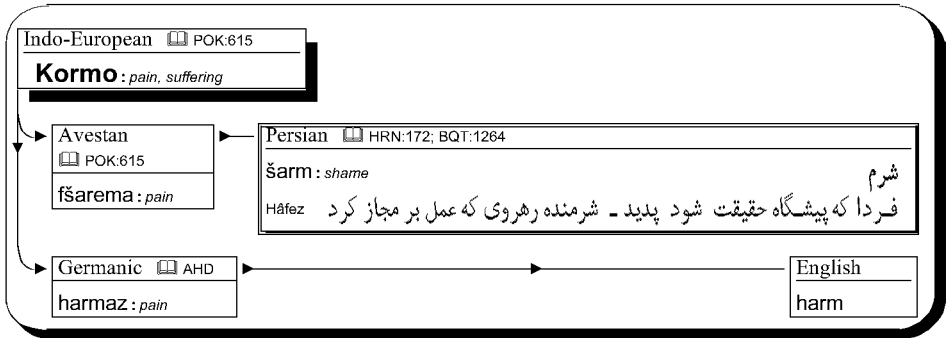 Indo-European 🕮 POK:615
Kormo : pain, suffering
Avestan
🕮 POK:615
fšarema : pain
Persian 🕮 HRN:172; BQT:1264
šarm : shame
شرم
Hâfez فـردا که پیشـگاه حقیقت شود پدید ـ شرمنده رهروی که عمل بر مجاز کرد
Germanic 🕮 AHD
harmaz : pain
English
harm